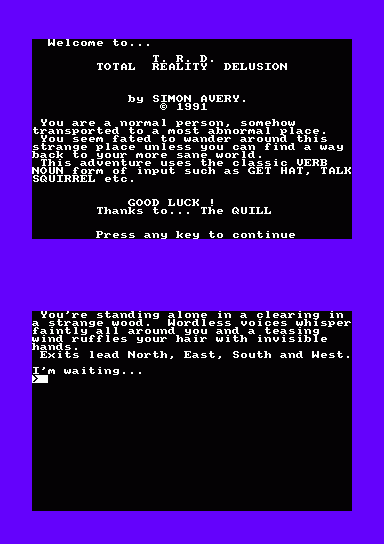 Welcome to...
T. R. D.
TOTAL REALITY DELUSION
by SIMON AVERY.
© 1991
You are a normal person, somehow
transported to a most abnormal place.
You seem fated to wander around this
strange place unless you can find a way
back to your more sane world.
This adventure uses the classic VERB
NOUN form of input such as GET HAT, TALK
SQUIRREL etc.
GOOD LUCK !
Thanks to... The QUILL
Press any key to continue
You're standing alone in a clearing in
a strange wood. Wordless voices whisper
faintly all around you and a teasing
wind ruffles your hair with invisible
hands.
Exits lead North, East, South and West.
I'm waiting...
>